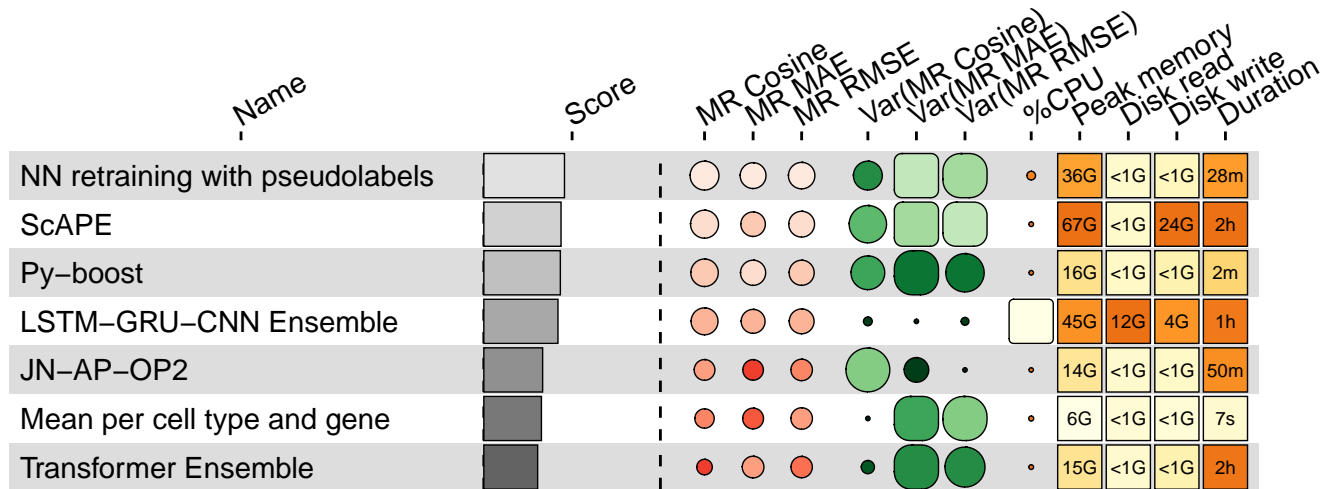 Name Score MR Cosine MR MAE MR RMSE Var(MR Cosine) Var(MR MAE) Var(MR RMSE) %CPU Peak memory Disk read Disk write Duration
NN retraining with pseudolabels 36G <1G <1G 28m
ScAPE 67G <1G 24G 2h
Py−boost 16G <1G <1G 2m
LSTM−GRU−CNN Ensemble 45G 12G 4G 1h
JN−AP−OP2 14G <1G <1G 50m
Mean per cell type and gene 6G <1G <1G 7s
Transformer Ensemble 15G <1G <1G 2h